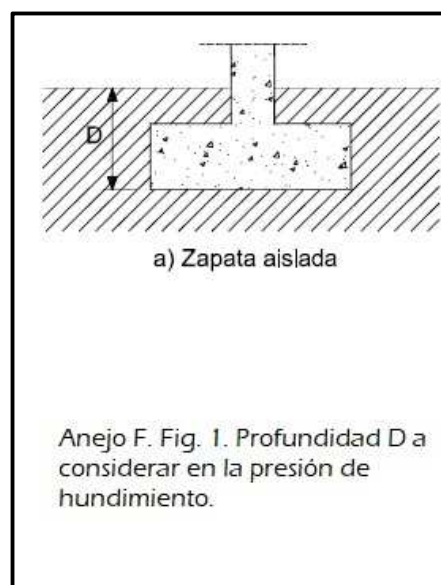 D
a) Zapata aislada
Anejo F. Fig. 1. Profundidad D a
considerar en la presión de
hundimiento.